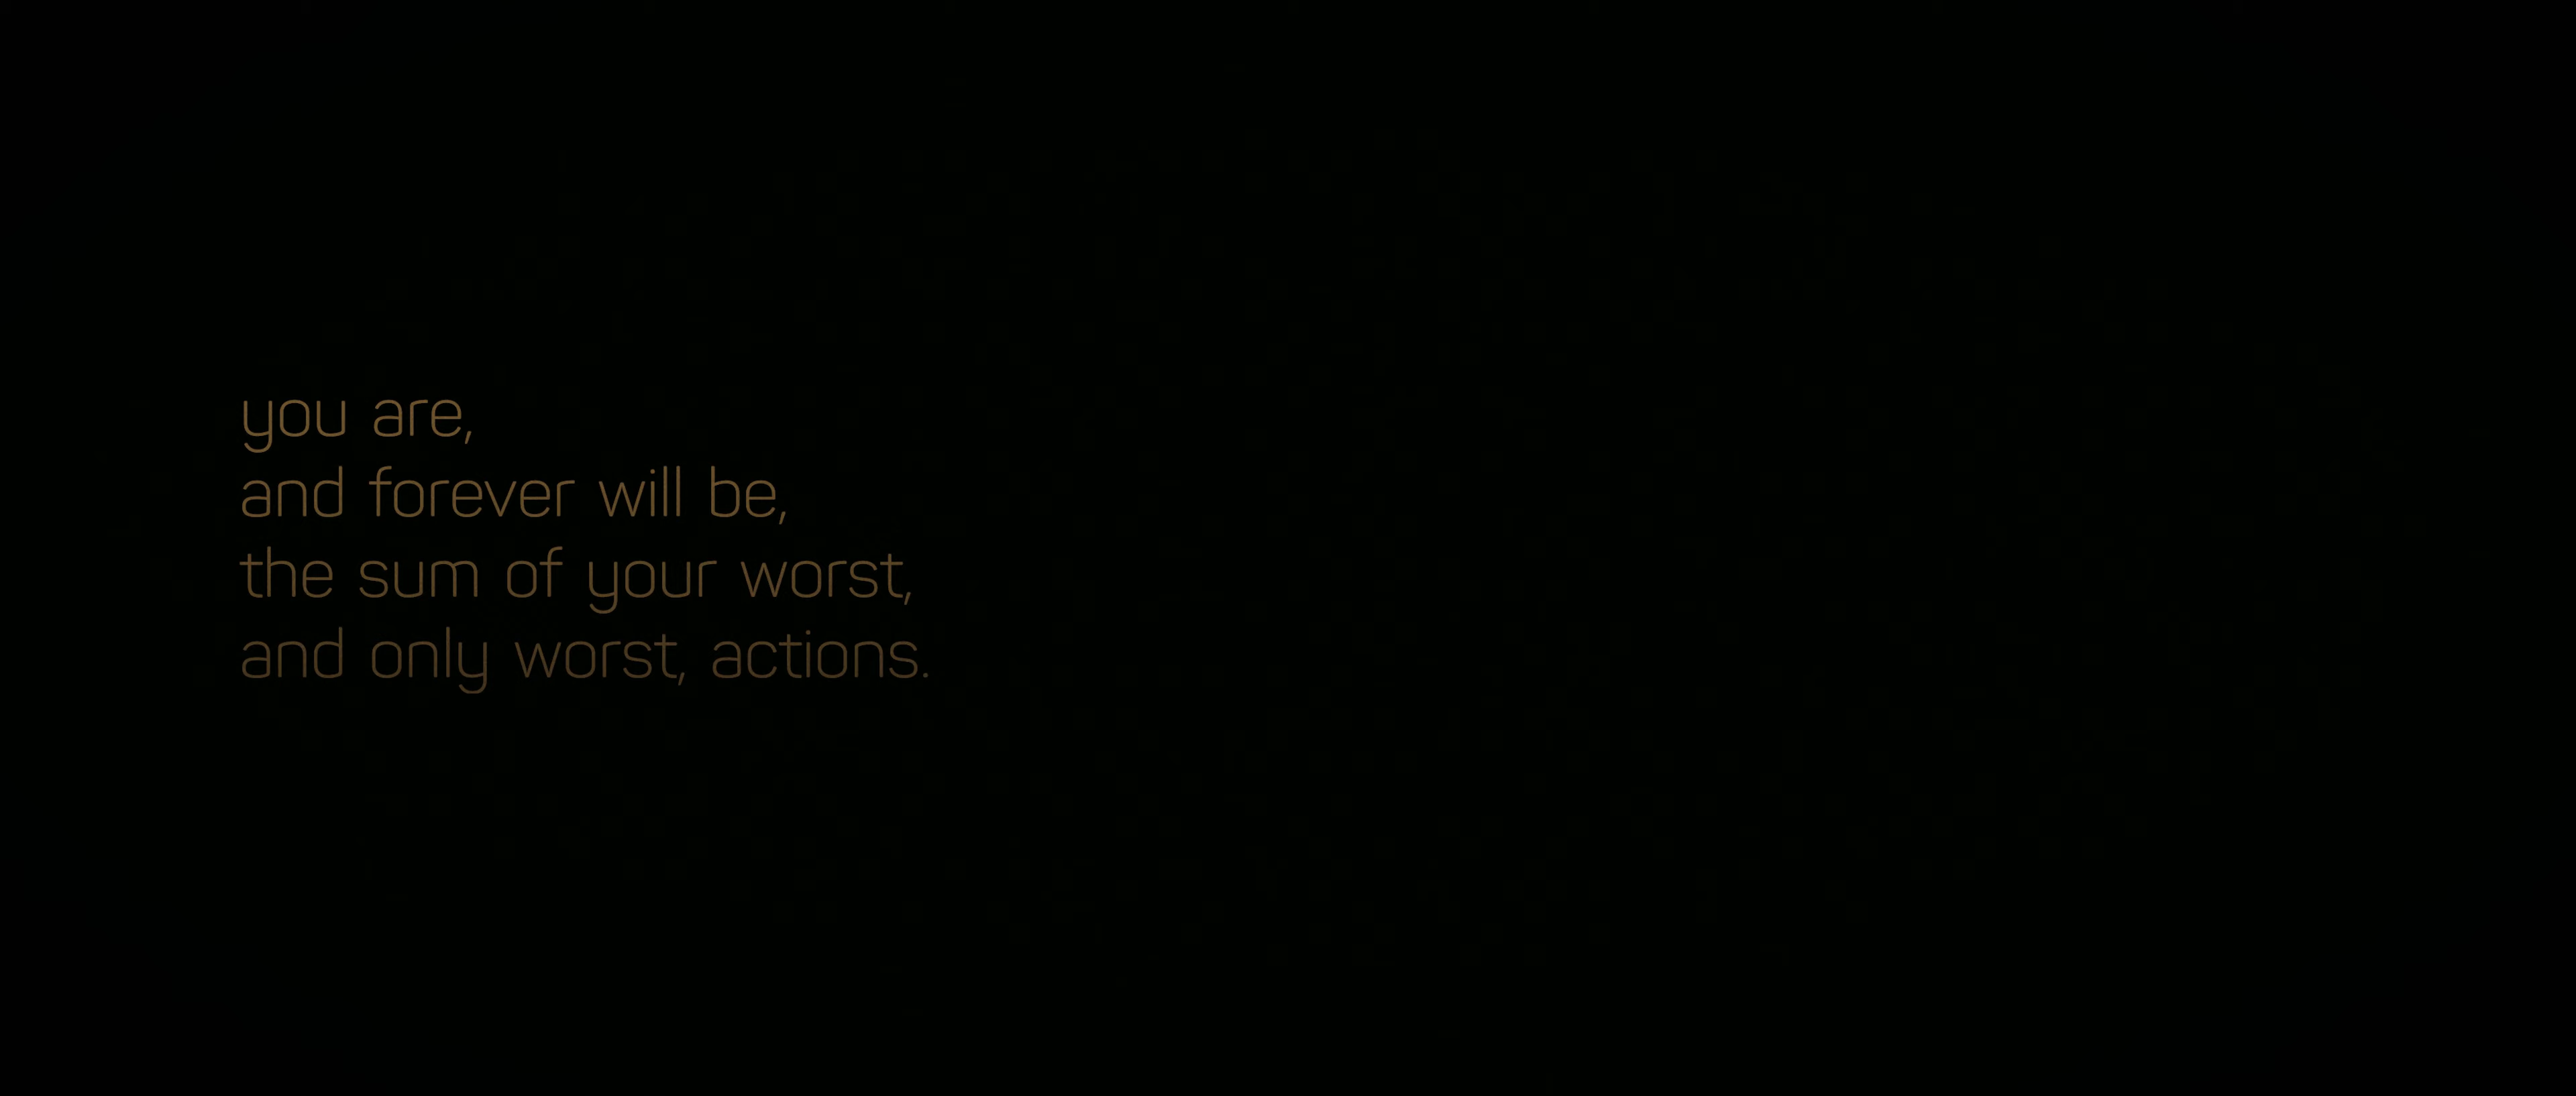 you are,
and forever will be,
the sum of your worst,
and only worst, actions.